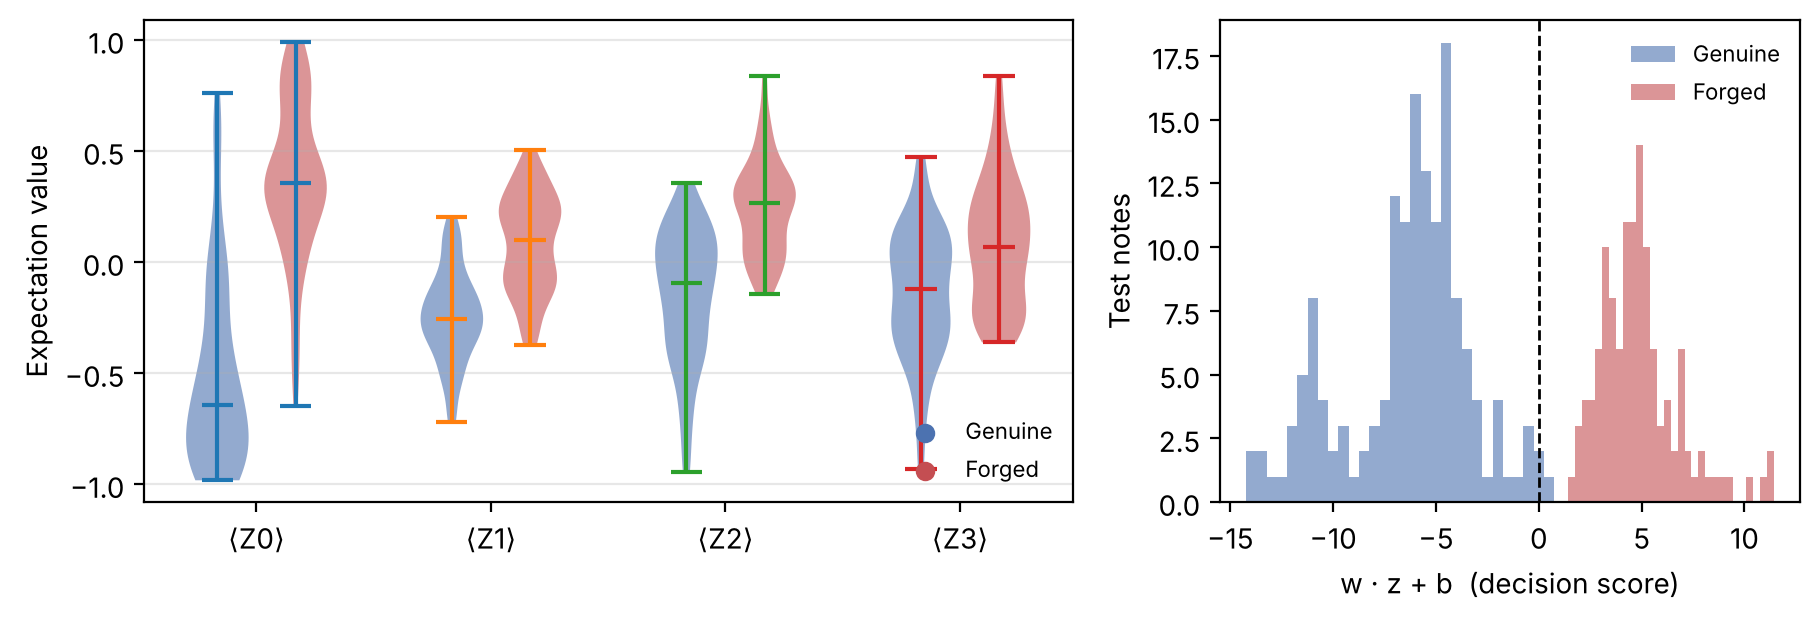 Expectation value
1.0
0.5
0.0
−0.5
−1.0
⟨Z0⟩ ⟨Z1⟩ ⟨Z2⟩ ⟨Z3⟩
Genuine
Forged
Test notes
17.5
15.0
12.5
10.0
7.5
5.0
2.5
0.0
−15 −10 −5 0 5 10
w · z + b (decision score)
Genuine
Forged